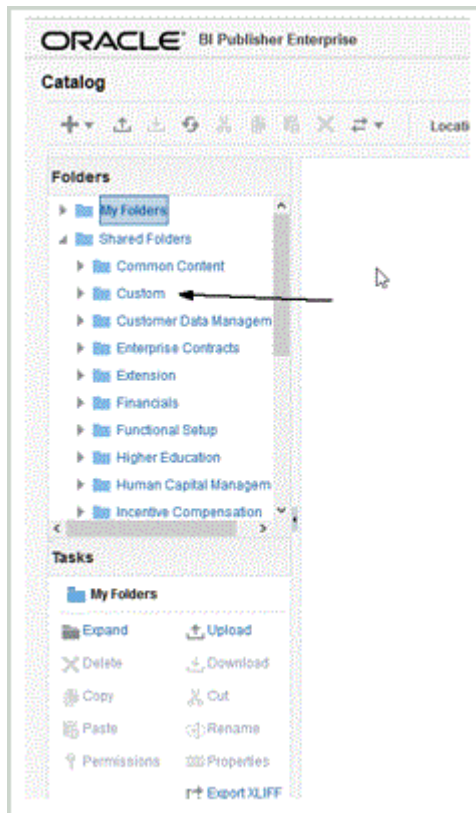 ORACLE BI Publisher Enterprise
Catalog
Locati
Folders
My Folders
Shared Folders
Common Content
Custom
Customer Data Managem
Enterprise Contracts
Extension
Financials
Functional Setup
Higher Education
Human Capital Managem
Incentive Compensation
Tasks
My Folders
Expand Upload
Delete Download
Copy Cut
Paste Rename
Permissions Properties
Export XLIFF